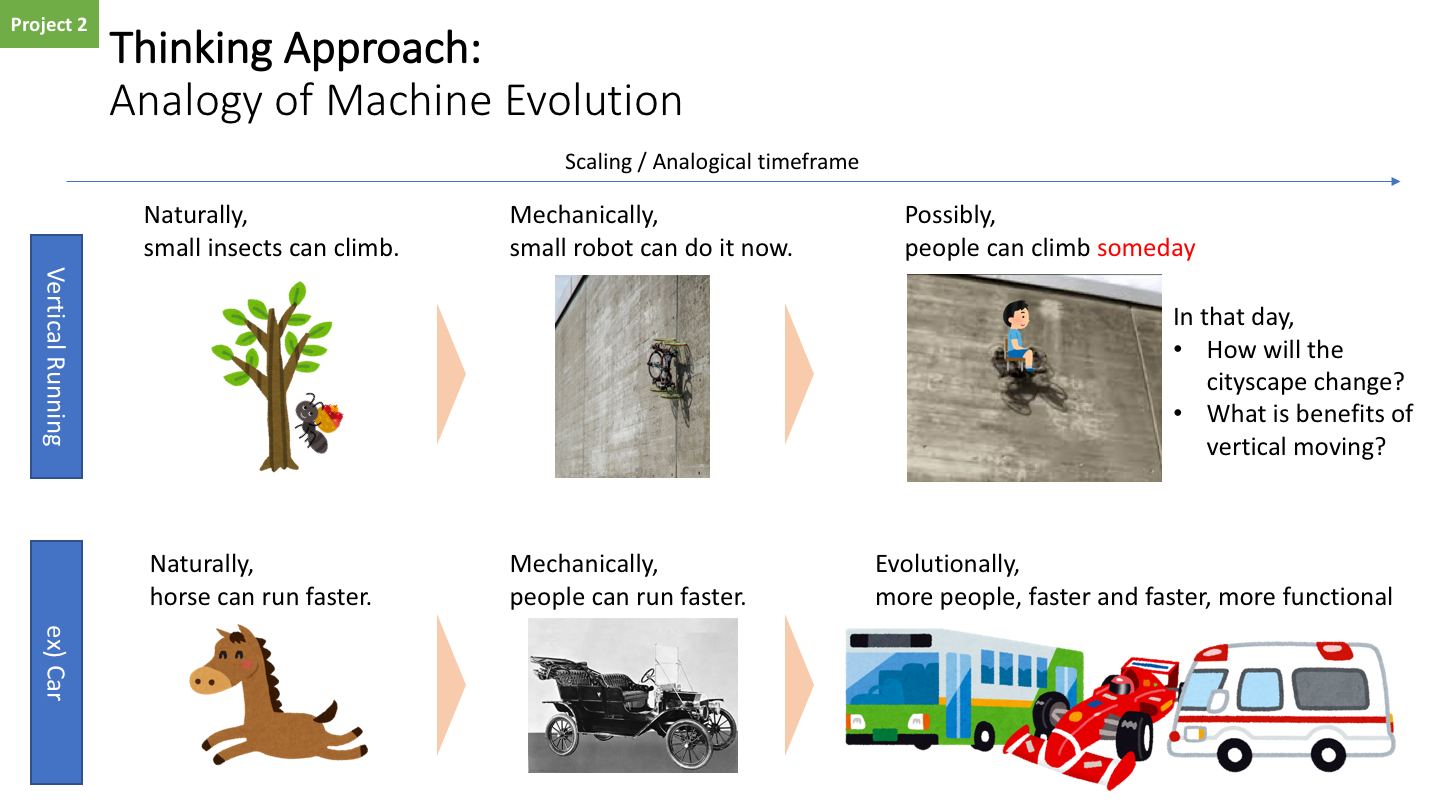 Project 2
Thinking Approach:
Analogy of Machine Evolution
Scaling / Analogical timeframe
Vertical Running
Naturally,
small insects can climb.
Mechanically,
small robot can do it now.
Possibly,
people can climb someday
In that day,
• How will the
cityscape change?
• What is benefits of
vertical moving?
ex) Car
Naturally,
horse can run faster.
Mechanically,
people can run faster.
Evolutionally,
more people, faster and faster, more functional